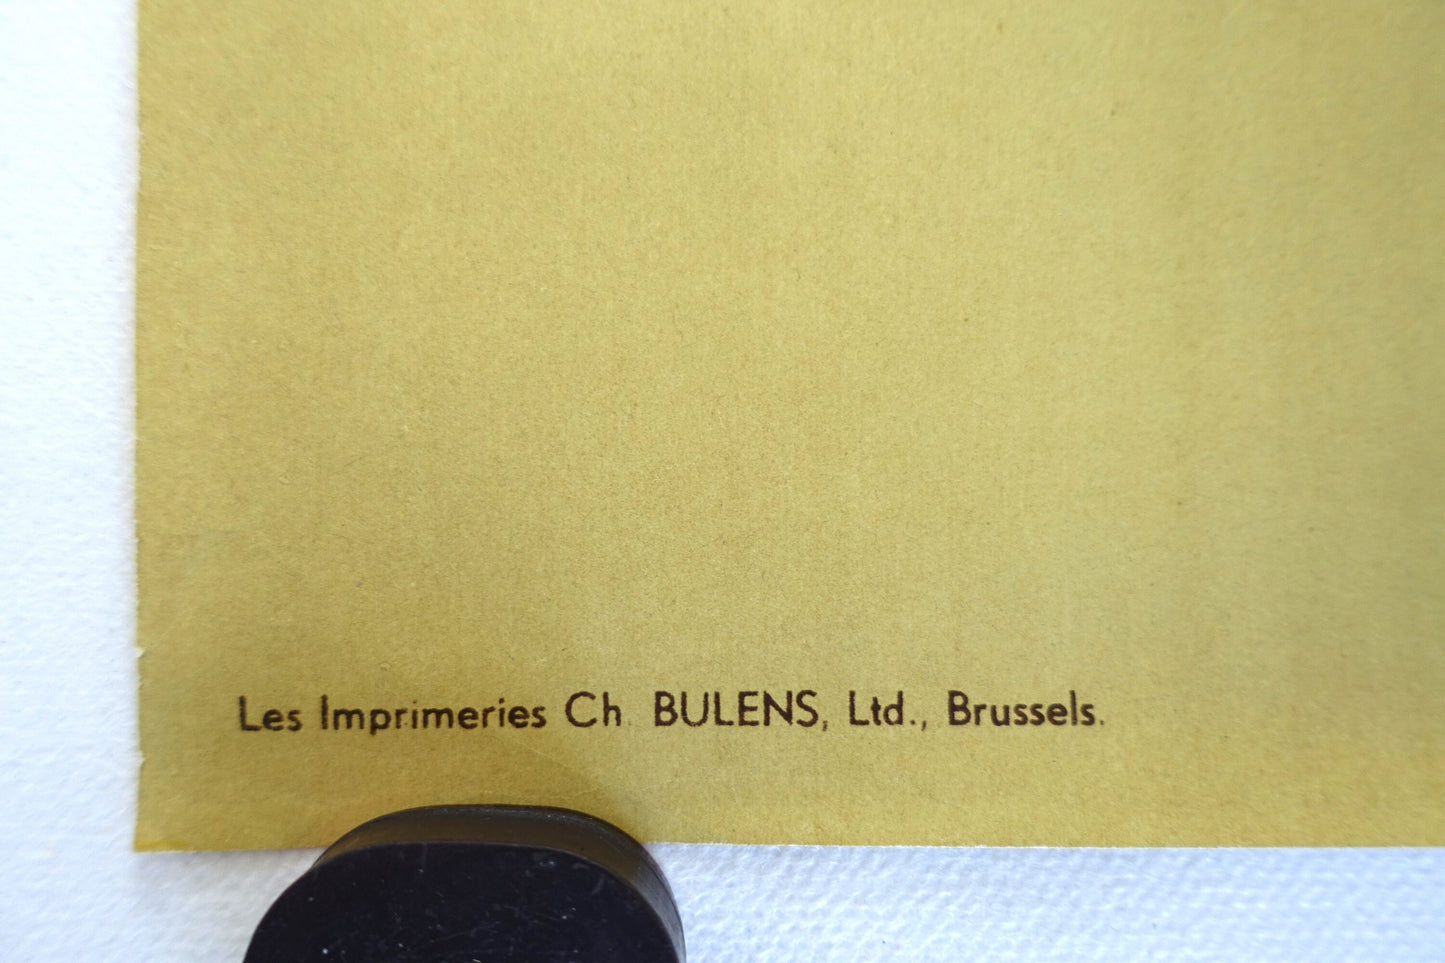 Les Imprimeries Ch. BULENS, Ltd., Brussels.